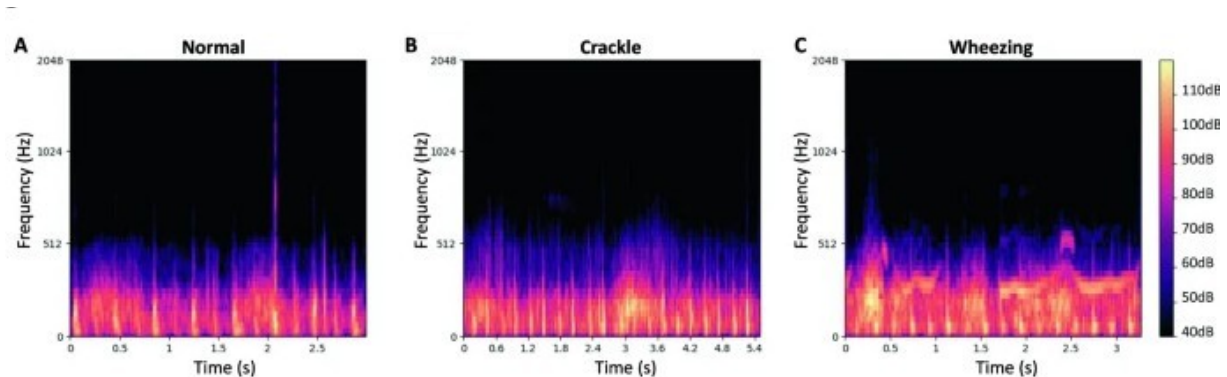 A
Normal
Frequency (Hz)
2048
1024
512
0
0 0.5 1 1.5 2 2.5
Time (s)
B
Crackle
Frequency (Hz)
2048
1024
512
0
0 0.6 1.2 1.8 2.4 3 3.6 4.2 4.8 5.4
Time (s)
C
Wheezing
Frequency (Hz)
2048
1024
512
0
0 0.5 1 1.5 2 2.5 3
Time (s)
110dB
100dB
90dB
80dB
70dB
60dB
50dB
40dB